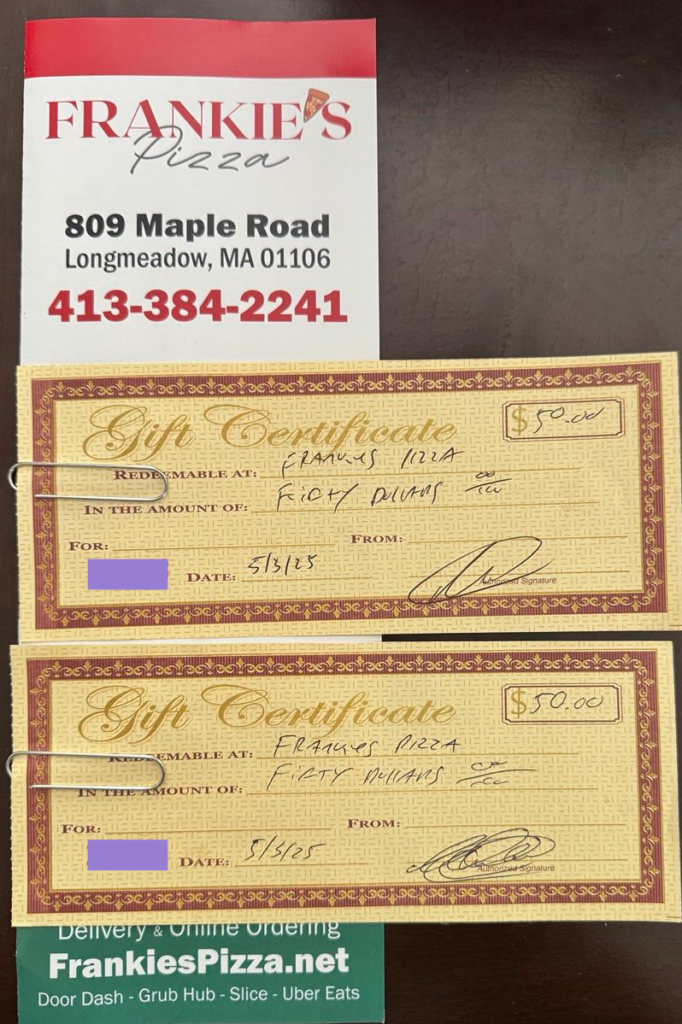 FRANKIE'S
Pizza
809 Maple Road
Longmeadow, MA 01106
413-384-2241
Gift Certificate
$50.00
REDEEMABLE AT: FRANKIES PIZZA
IN THE AMOUNT OF: FIFTY DOLLARS 00/100
FOR: FROM:
DATE: 5/3/25
Authorized Signature
Gift Certificate
$50.00
REDEEMABLE AT: FRANKIES PIZZA
IN THE AMOUNT OF: FIFTY DOLLARS 00/100
FOR: FROM:
DATE: 5/3/25
Authorized Signature
Delivery & Online Ordering
FrankiesPizza.net
Door Dash - Grub Hub - Slice - Uber Eats